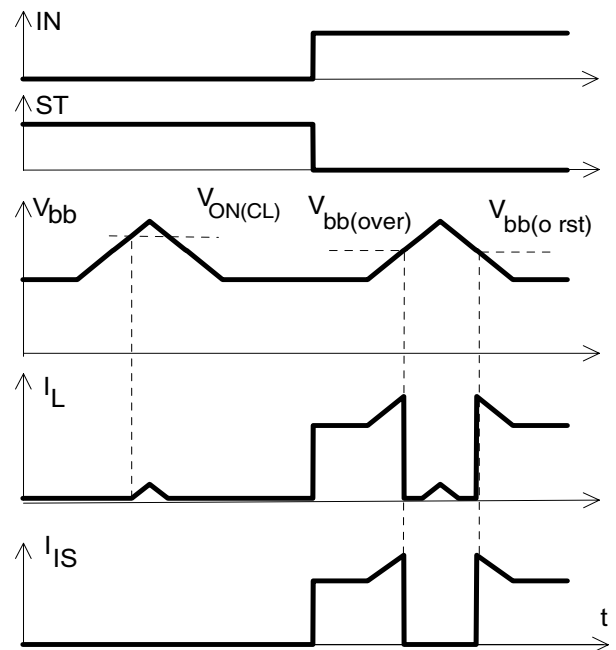 IN
ST
Vbb
VON(CL)
Vbb(over)
Vbb(o rst)
IL
IIS
t